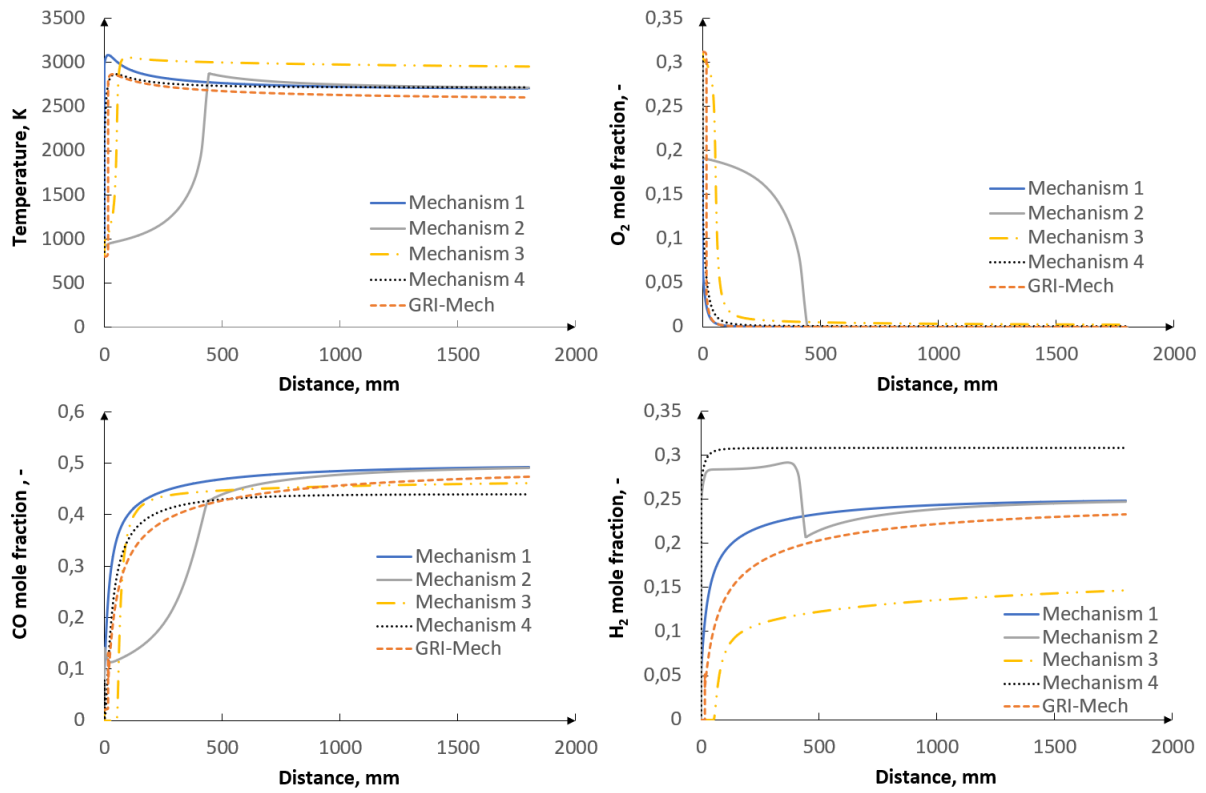 3500
3000
2500
2000
1500
1000
500
0
Temperature, K
Mechanism 1
Mechanism 2
Mechanism 3
Mechanism 4
GRI-Mech
0 500 1000 1500 2000
Distance, mm
0,35
0,3
0,25
0,2
0,15
0,1
0,05
0
O2 mole fraction, -
Mechanism 1
Mechanism 2
Mechanism 3
Mechanism 4
GRI-Mech
0 500 1000 1500 2000
Distance, mm
0,6
0,5
0,4
0,3
0,2
0,1
0
CO mole fraction , -
Mechanism 1
Mechanism 2
Mechanism 3
Mechanism 4
GRI-Mech
0 500 1000 1500 2000
Distance, mm
0,35
0,3
0,25
0,2
0,15
0,1
0,05
0
H2 mole fraction, -
Mechanism 1
Mechanism 2
Mechanism 3
Mechanism 4
GRI-Mech
0 500 1000 1500 2000
Distance, mm